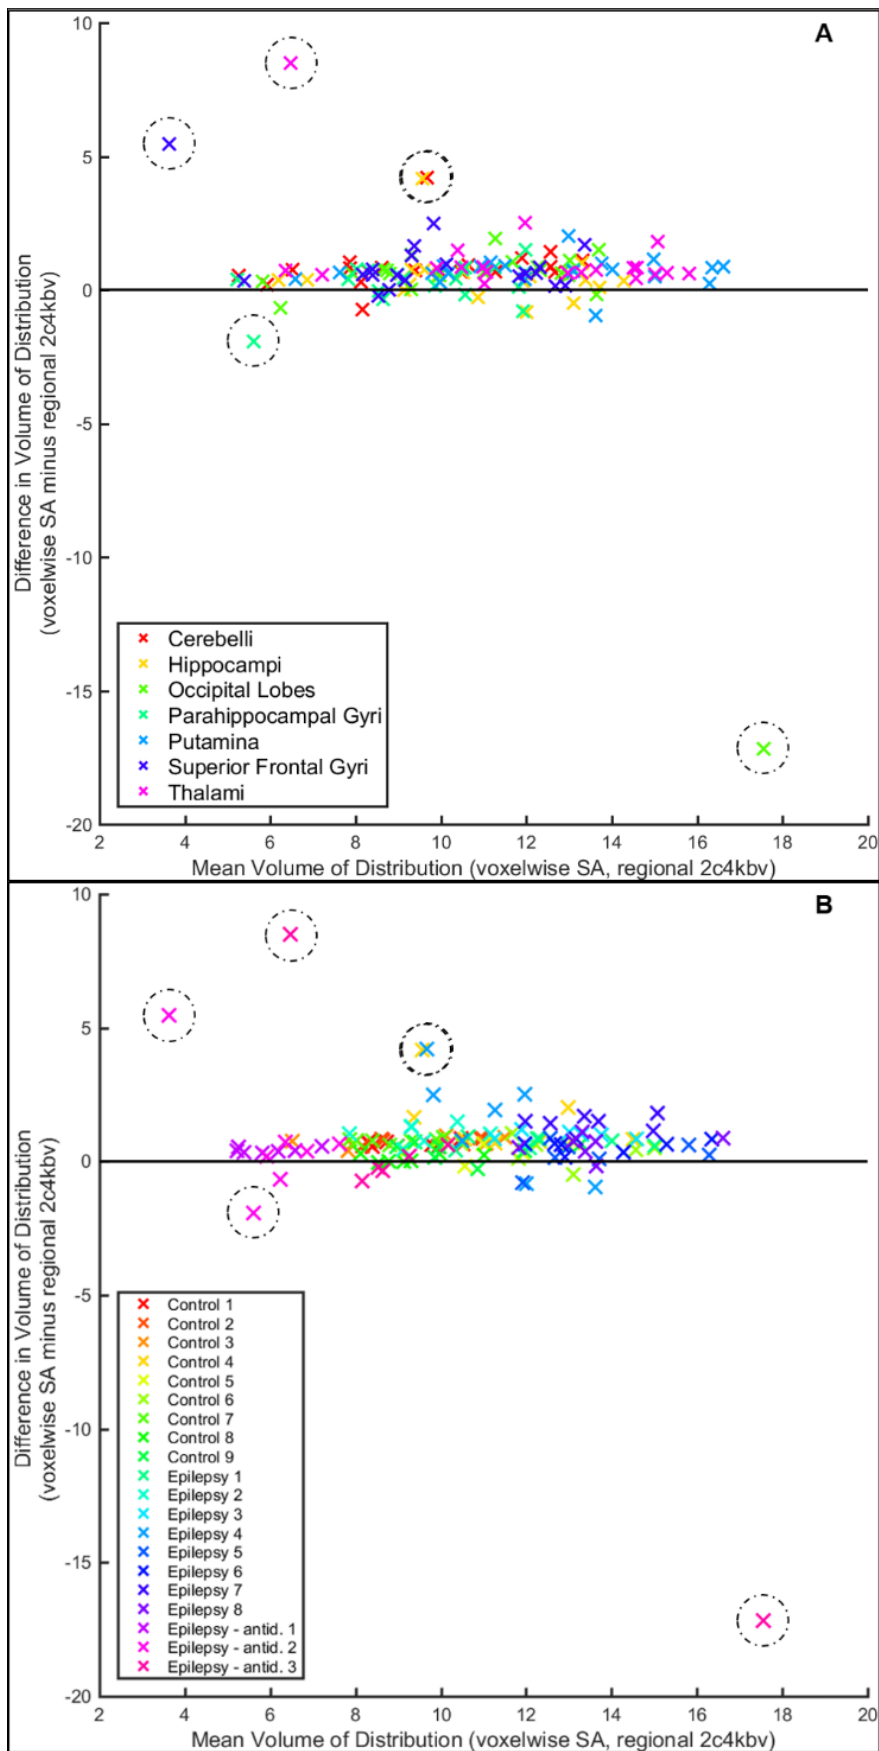 A
10
5
0
-5
-10
-15
-20
Difference in Volume of Distribution
(voxelwise SA minus regional 2c4kbv)
Cerebelli
Hippocampi
Occipital Lobes
Parahippocampal Gyri
Putamina
Superior Frontal Gyri
Thalami
2 4 6 8 10 12 14 16 18 20
Mean Volume of Distribution (voxelwise SA, regional 2c4kbv)
B
10
5
0
-5
-10
-15
-20
Difference in Volume of Distribution
(voxelwise SA minus regional 2c4kbv)
Control 1
Control 2
Control 3
Control 4
Control 5
Control 6
Control 7
Control 8
Control 9
Epilepsy 1
Epilepsy 2
Epilepsy 3
Epilepsy 4
Epilepsy 5
Epilepsy 6
Epilepsy 7
Epilepsy 8
Epilepsy - antid. 1
Epilepsy - antid. 2
Epilepsy - antid. 3
2 4 6 8 10 12 14 16 18 20
Mean Volume of Distribution (voxelwise SA, regional 2c4kbv)